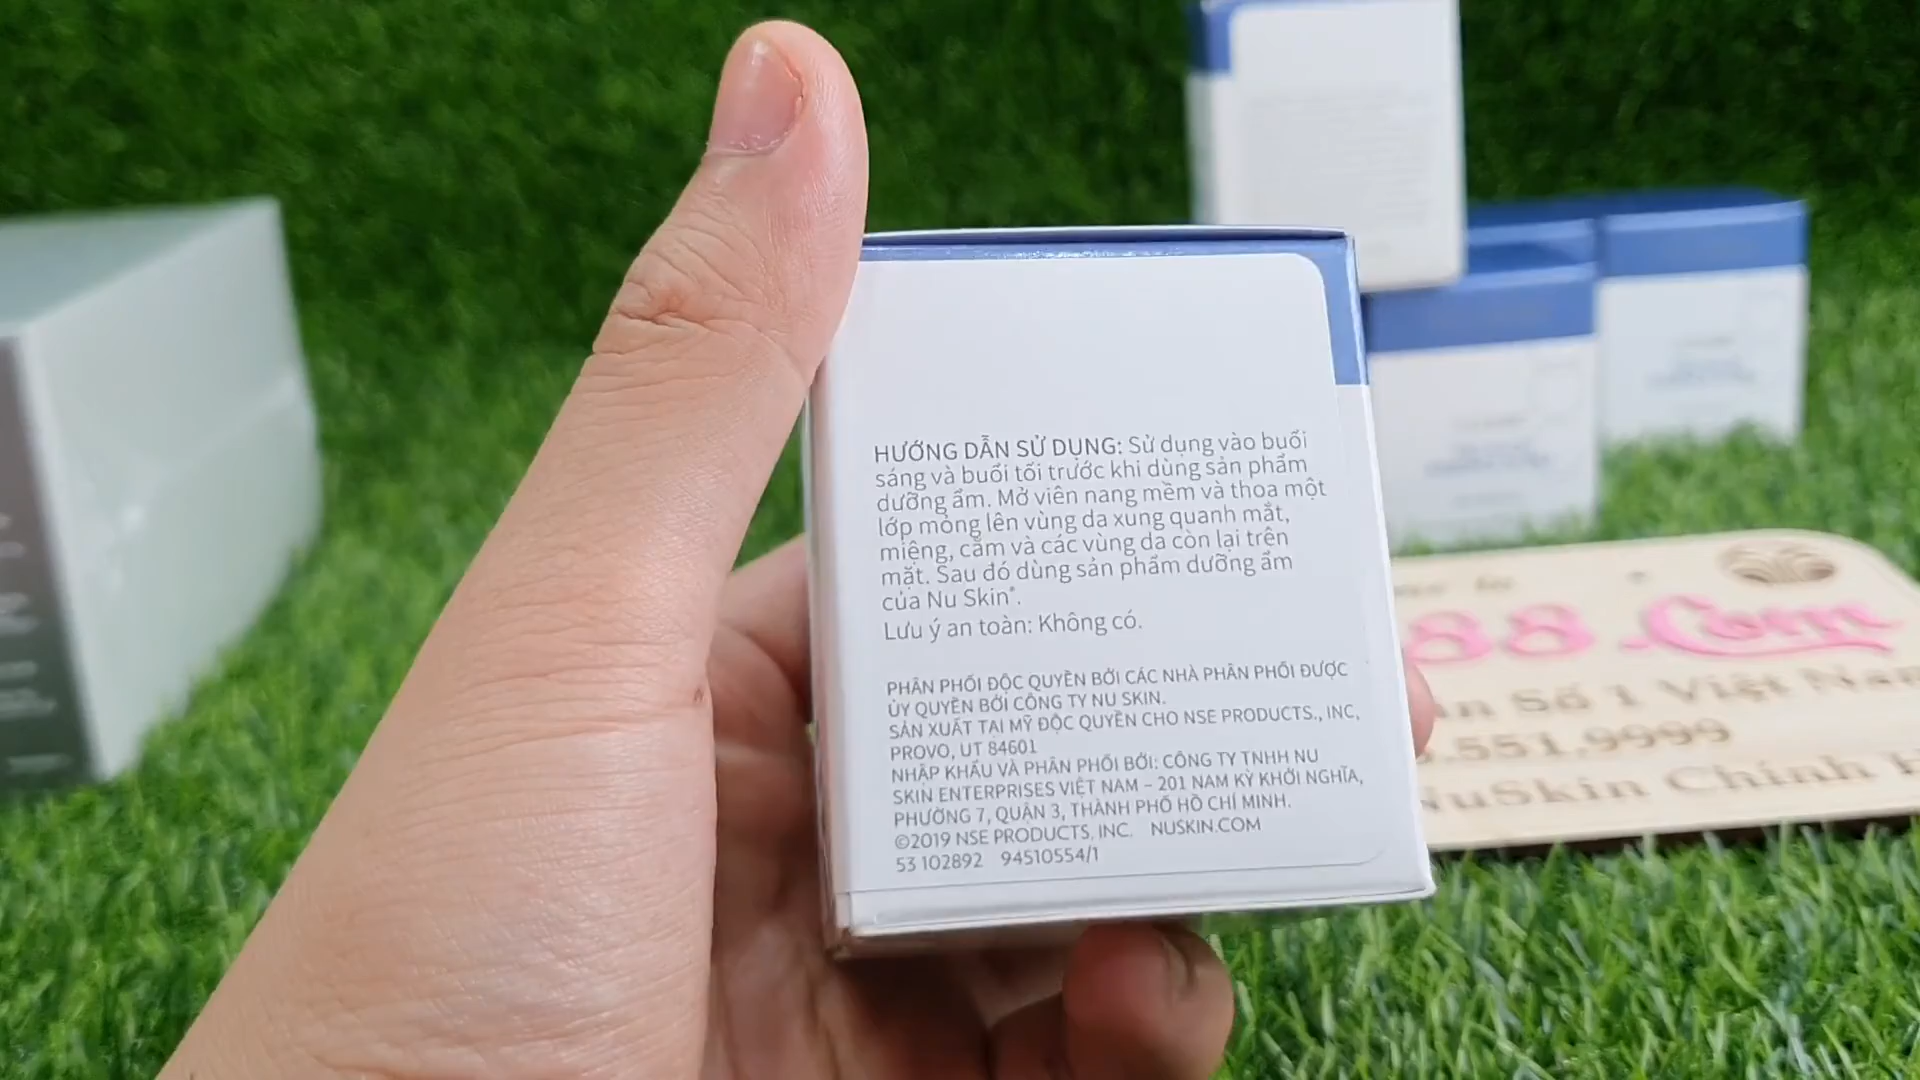 HƯỚNG DẪN SỬ DỤNG: Sử dụng vào buổi
sáng và buổi tối trước khi dùng sản phẩm
dưỡng ẩm. Mở viên nang mềm và thoa một
lớp mỏng lên vùng da xung quanh mắt,
miệng, cằm và các vùng da còn lại trên
mặt. Sau đó dùng sản phẩm dưỡng ẩm
của Nu Skin®.
Lưu ý an toàn: Không có.
PHÂN PHỐI ĐỘC QUYỀN BỞI CÁC NHÀ PHÂN PHỐI ĐƯỢC
ỦY QUYỀN BỞI CÔNG TY NU SKIN.
SẢN XUẤT TẠI MỸ ĐỘC QUYỀN CHO NSE PRODUCTS., INC,
PROVO, UT 84601
NHẬP KHẨU VÀ PHÂN PHỐI BỞI: CÔNG TY TNHH NU
SKIN ENTERPRISES VIỆT NAM – 201 NAM KỲ KHỞI NGHĨA,
PHƯỜNG 7, QUẬN 3, THÀNH PHỐ HỒ CHÍ MINH.
©2019 NSE PRODUCTS, INC. NUSKIN.COM
53 102892 94510554/1
88.Com
Số 1 Việt Nam
.551.9999
NuSkin Chính